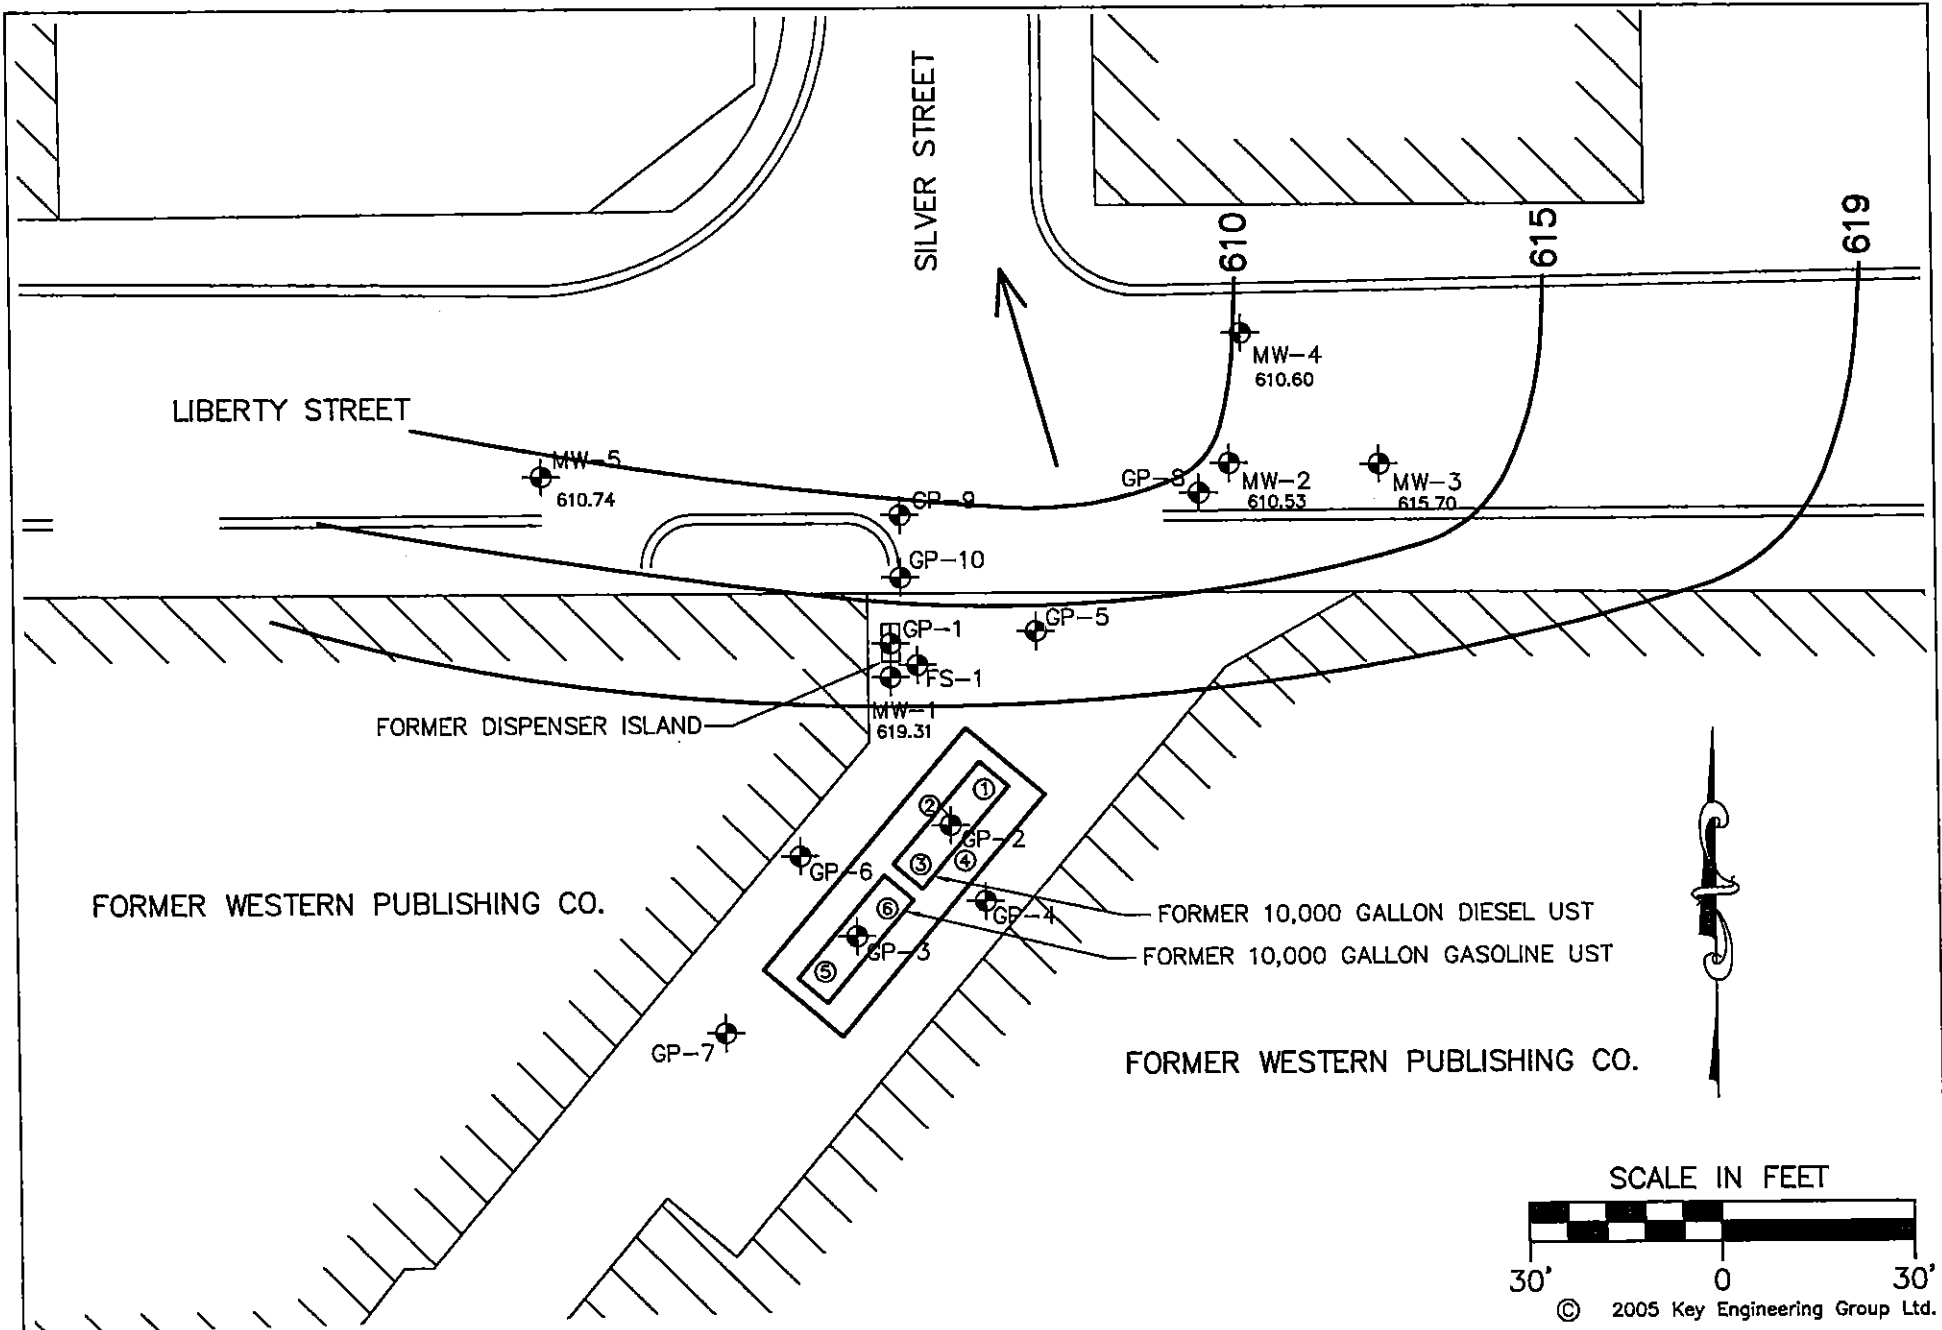 SILVER STREET
610
615
619
MW-4
610.60
LIBERTY STREET
MW-5
610.74
GP-8
MW-2
610.53
MW-3
615.70
GP-9
GP-10
GP-1
GP-5
FS-1
MW-1
619.31
FORMER DISPENSER ISLAND
①
②
GP-2
③
④
GP-6
⑥
GP-4
GP-3
⑤
FORMER WESTERN PUBLISHING CO.
FORMER 10,000 GALLON DIESEL UST
FORMER 10,000 GALLON GASOLINE UST
GP-7
FORMER WESTERN PUBLISHING CO.
SCALE IN FEET
30' 0 30'
© 2005 Key Engineering Group Ltd.